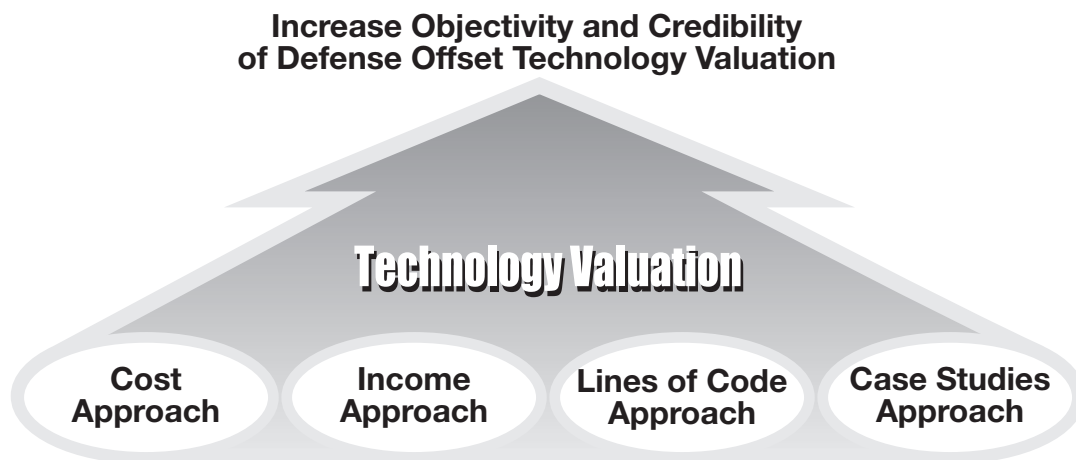 Increase Objectivity and Credibility
of Defense Offset Technology Valuation
Technology Valuation
Cost
Approach
Income
Approach
Lines of Code
Approach
Case Studies
Approach